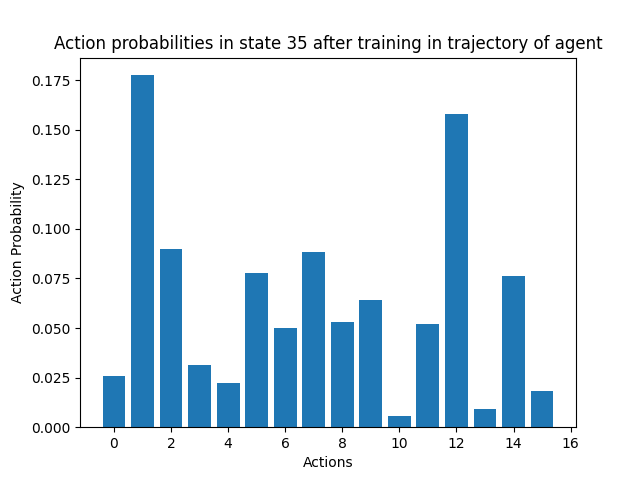 Action probabilities in state 35 after training in trajectory of agent
0.175
0.150
0.125
0.100
0.075
0.050
0.025
0.000
Action Probability
0 2 4 6 8 10 12 14 16
Actions